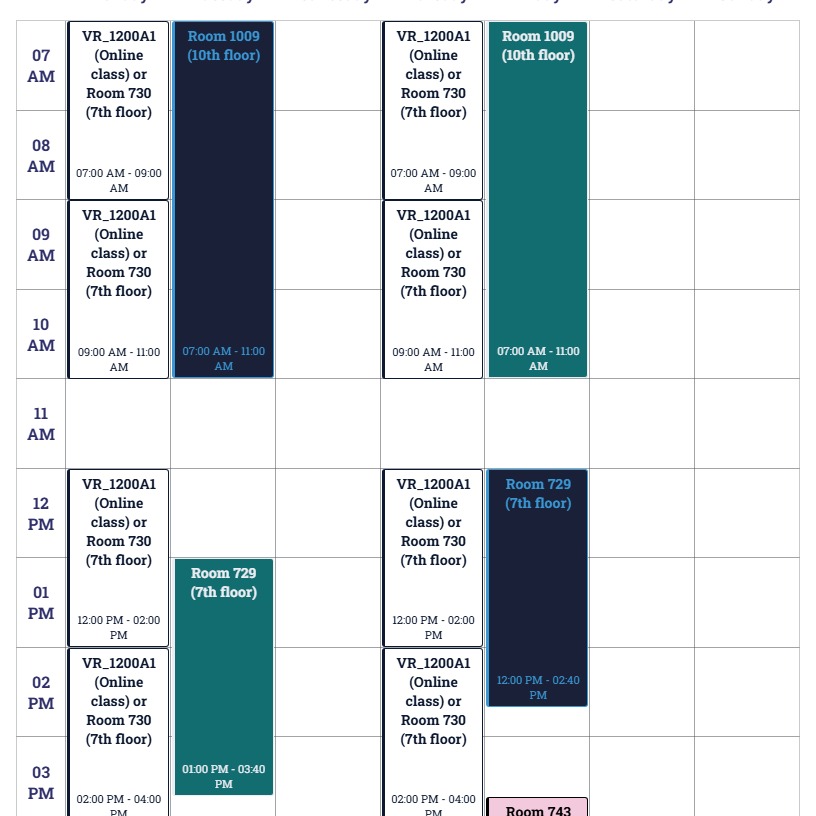 07
AM
08
AM
09
AM
10
AM
11
AM
12
PM
01
PM
02
PM
03
PM
VR_1200A1
(Online
class) or
Room 730
(7th floor)
07:00 AM - 09:00
AM
VR_1200A1
(Online
class) or
Room 730
(7th floor)
09:00 AM - 11:00
AM
VR_1200A1
(Online
class) or
Room 730
(7th floor)
12:00 PM - 02:00
PM
VR_1200A1
(Online
class) or
Room 730
(7th floor)
02:00 PM - 04:00
PM
Room 1009
(10th floor)
07:00 AM - 11:00
AM
Room 729
(7th floor)
01:00 PM - 03:40
PM
VR_1200A1
(Online
class) or
Room 730
(7th floor)
07:00 AM - 09:00
AM
VR_1200A1
(Online
class) or
Room 730
(7th floor)
09:00 AM - 11:00
AM
VR_1200A1
(Online
class) or
Room 730
(7th floor)
12:00 PM - 02:00
PM
VR_1200A1
(Online
class) or
Room 730
(7th floor)
02:00 PM - 04:00
PM
Room 1009
(10th floor)
07:00 AM - 11:00
AM
Room 729
(7th floor)
12:00 PM - 02:40
PM
Room 743